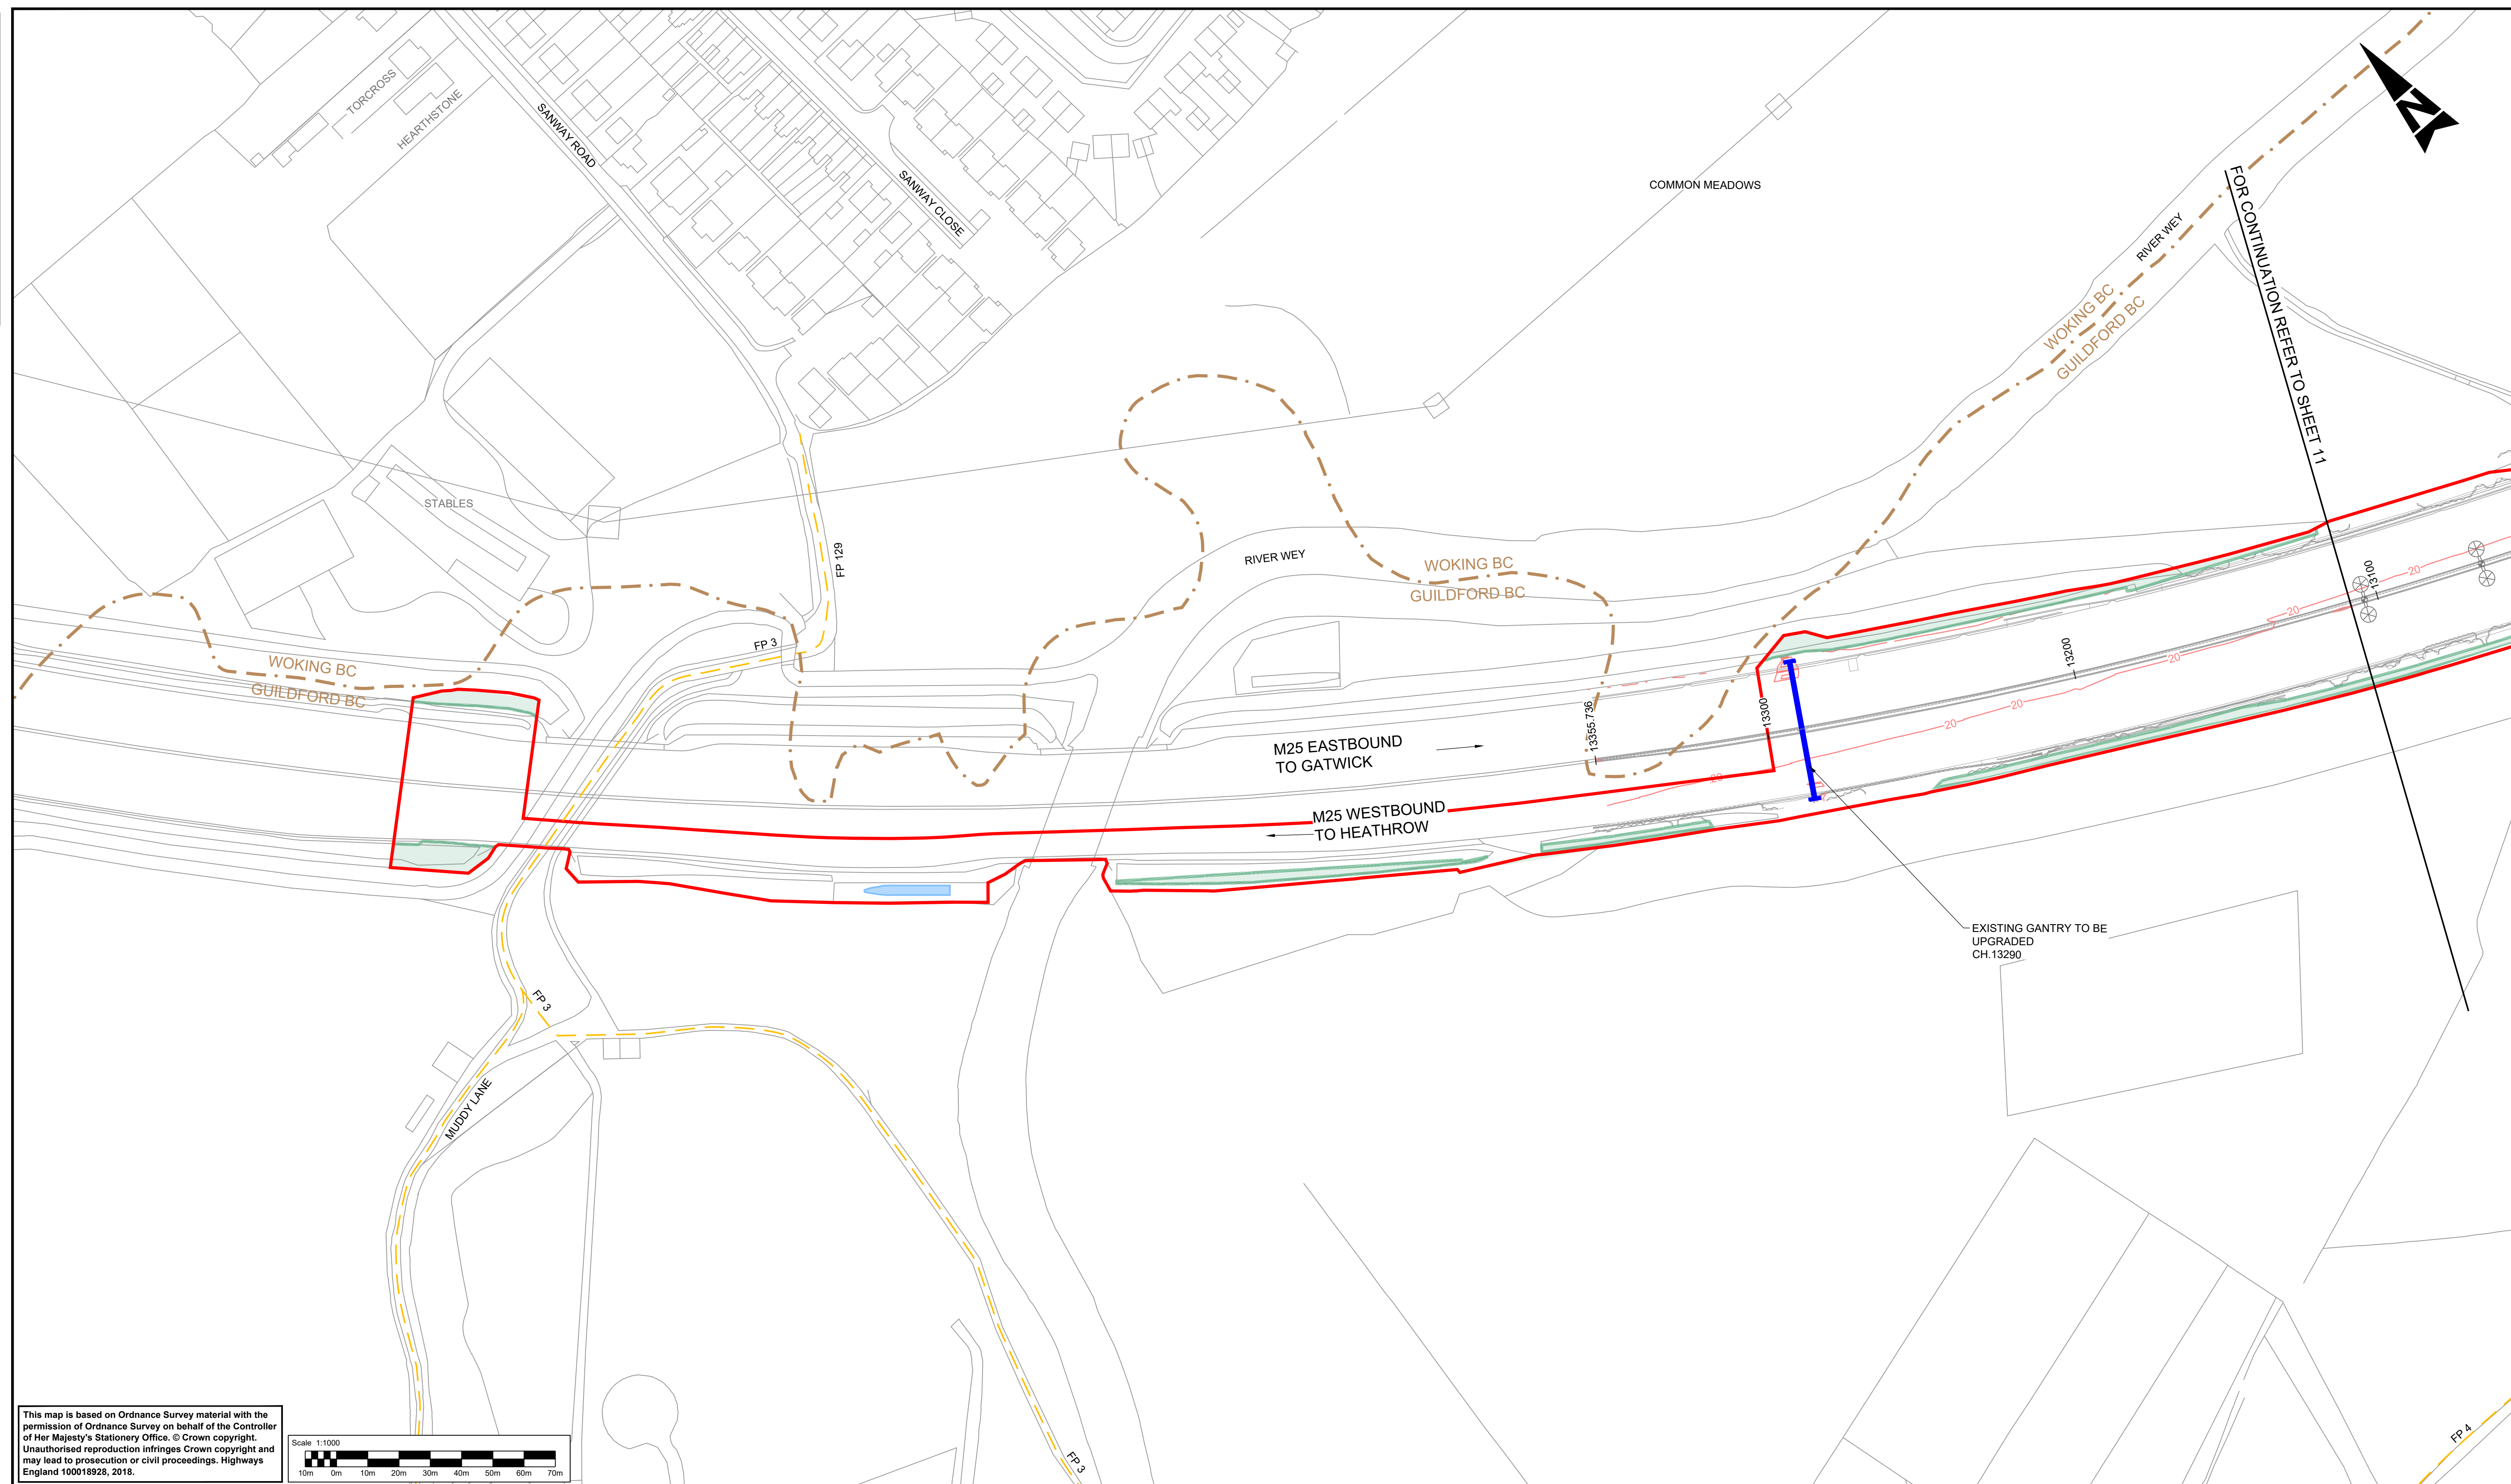 TORCROSS
HEARTHSTONE
SANWAY ROAD
SANWAY CLOSE
COMMON MEADOWS
RIVER WEY
N
FOR CONTINUATION REFER TO SHEET 11
WOKING BC
GUILDFORD BC
STABLES
FP 129
RIVER WEY
WOKING BC
GUILDFORD BC
FP 3
WOKING BC
GUILDFORD BC
13355.736
13300
13200
13100
20
20
20
20
20
20
M25 EASTBOUND
TO GATWICK
M25 WESTBOUND
TO HEATHROW
EXISTING GANTRY TO BE
UPGRADED
CH.13290
FP 3
MUDDY LANE
FP 3
FP 4
This map is based on Ordnance Survey material with the
permission of Ordnance Survey on behalf of the Controller
of Her Majesty's Stationery Office. © Crown copyright.
Unauthorised reproduction infringes Crown copyright and
may lead to prosecution or civil proceedings. Highways
England 100018928, 2018.
Scale 1:1000
10m 0m 10m 20m 30m 40m 50m 60m 70m